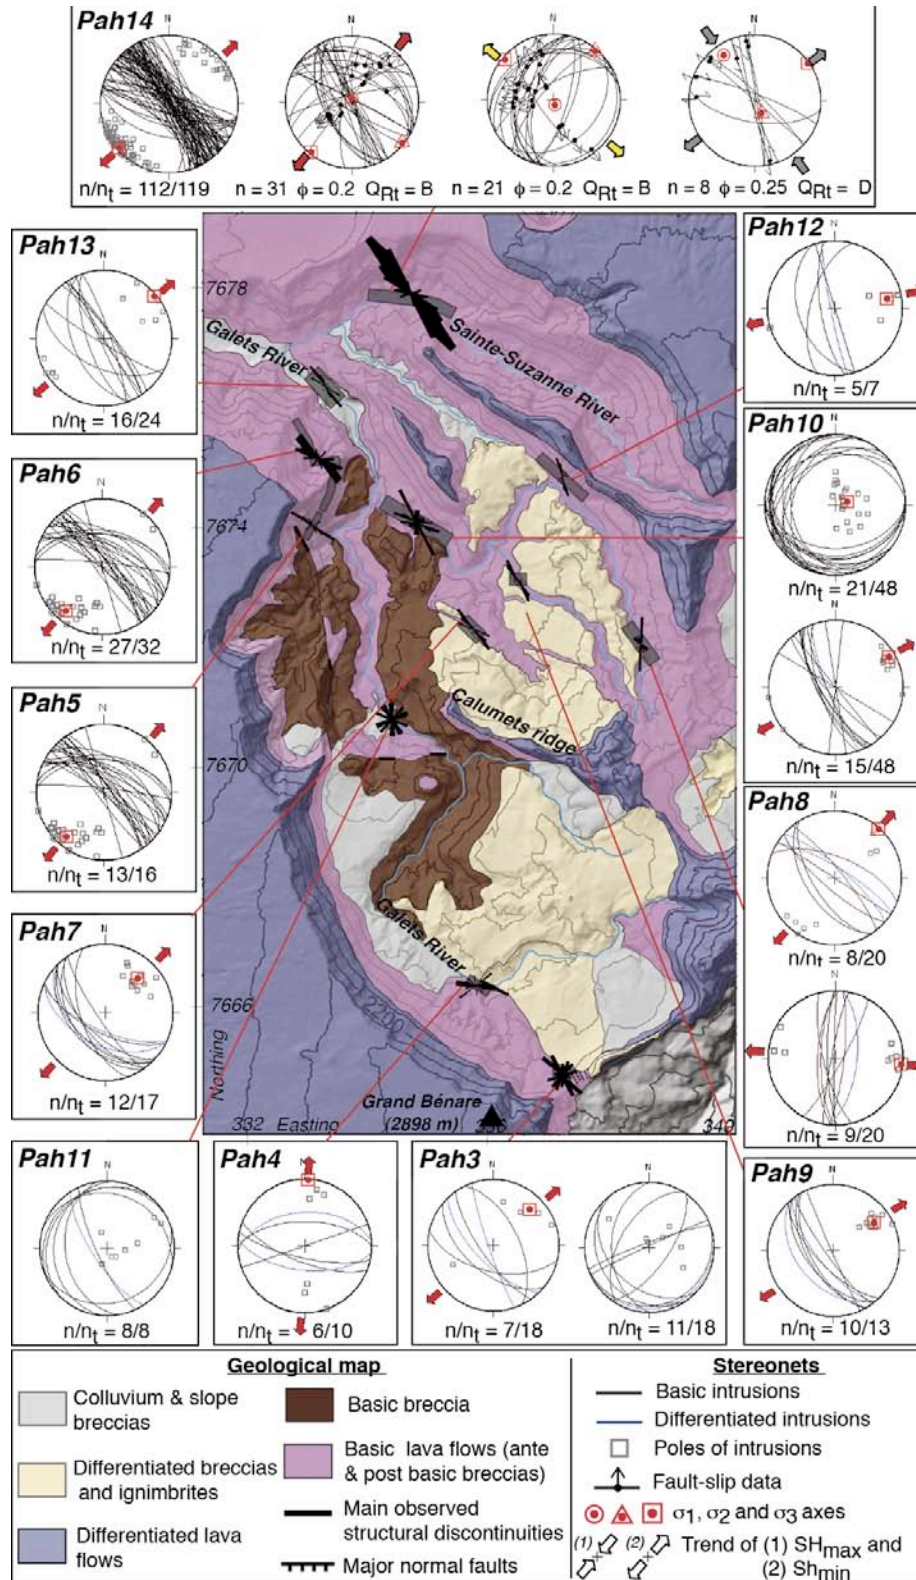 Pah14
N
N
N
N
n/nt = 112/119
n = 31 ϕ = 0.2 QRt = B
n = 21 ϕ = 0.2 QRt = B
n = 8 ϕ = 0.25 QRt = D
Pah13
N
n/nt = 16/24
Pah6
N
n/nt = 27/32
Pah5
N
n/nt = 13/16
Pah7
N
n/nt = 12/17
Pah12
N
n/nt = 5/7
Pah10
N
n/nt = 21/48
N
n/nt = 15/48
Pah8
N
n/nt = 8/20
N
n/nt = 9/20
7678
7674
7670
7666
Northing
332 Easting
340
Galets River
Sainte-Suzanne River
Calumets ridge
Galets River
2200
Grand Bénare
(2898 m)
Pah11
N
n/nt = 8/8
Pah4
N
n/nt = 6/10
Pah3
N
n/nt = 7/18
N
n/nt = 11/18
Pah9
N
n/nt = 10/13
Geological map
Colluvium & slope
breccias
Differentiated breccias
and ignimbrites
Differentiated lava
flows
Basic breccia
Basic lava flows (ante
& post basic breccias)
Main observed
structural discontinuities
Major normal faults
Stereonets
Basic intrusions
Differentiated intrusions
Poles of intrusions
Fault-slip data
σ1, σ2 and σ3 axes
(1) (2) Trend of (1) SHmax and
(2) Shmin